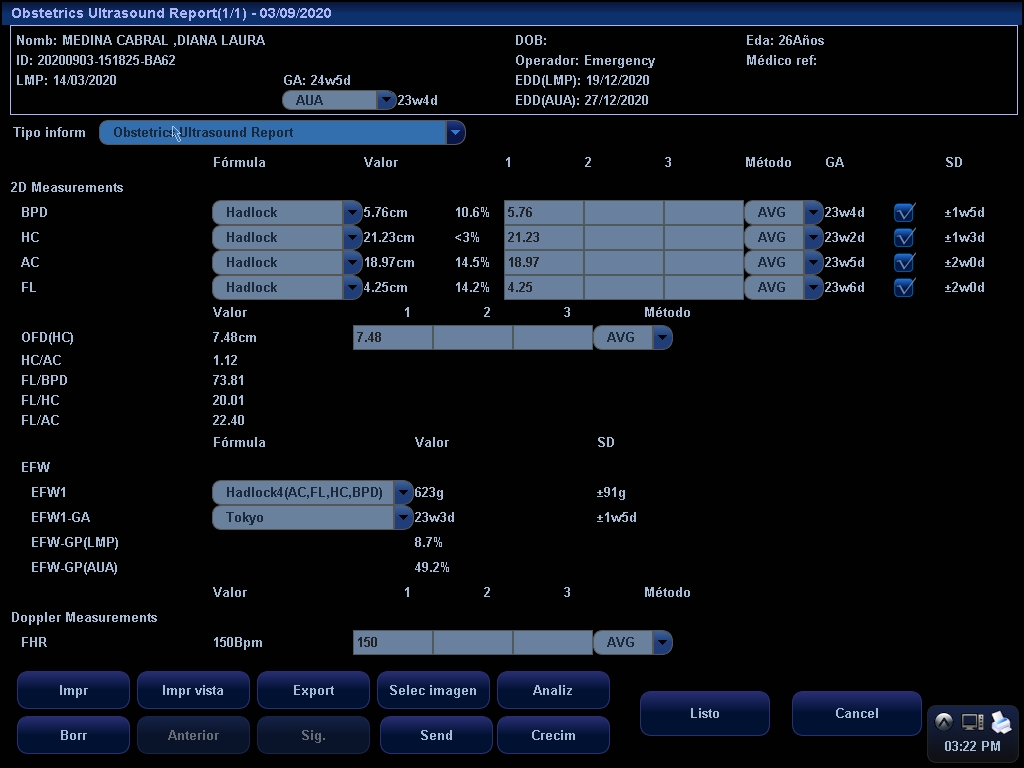 Obstetrics Ultrasound Report(1/1) - 03/09/2020
Nomb: MEDINA CABRAL ,DIANA LAURA DOB: Eda: 26Años
ID: 20200903-151825-BA62 Operador: Emergency Médico ref:
LMP: 14/03/2020 GA: 24w5d EDD(LMP): 19/12/2020
AUA 23w4d EDD(AUA): 27/12/2020
Tipo inform Obstetrics Ultrasound Report
Fórmula Valor 1 2 3 Método GA SD
2D Measurements
BPD Hadlock 5.76cm 10.6% 5.76 AVG 23w4d ±1w5d
HC Hadlock 21.23cm <3% 21.23 AVG 23w2d ±1w3d
AC Hadlock 18.97cm 14.5% 18.97 AVG 23w5d ±2w0d
FL Hadlock 4.25cm 14.2% 4.25 AVG 23w6d ±2w0d
Valor 1 2 3 Método
OFD(HC) 7.48cm 7.48 AVG
HC/AC 1.12
FL/BPD 73.81
FL/HC 20.01
FL/AC 22.40
Fórmula Valor SD
EFW
EFW1 Hadlock4(AC,FL,HC,BPD) 623g ±91g
EFW1-GA Tokyo 23w3d ±1w5d
EFW-GP(LMP) 8.7%
EFW-GP(AUA) 49.2%
Valor 1 2 3 Método
Doppler Measurements
FHR 150Bpm 150 AVG
Impr Impr vista Export Selec imagen Analiz
Listo Cancel
Borr Anterior Sig. Send Crecim
03:22 PM